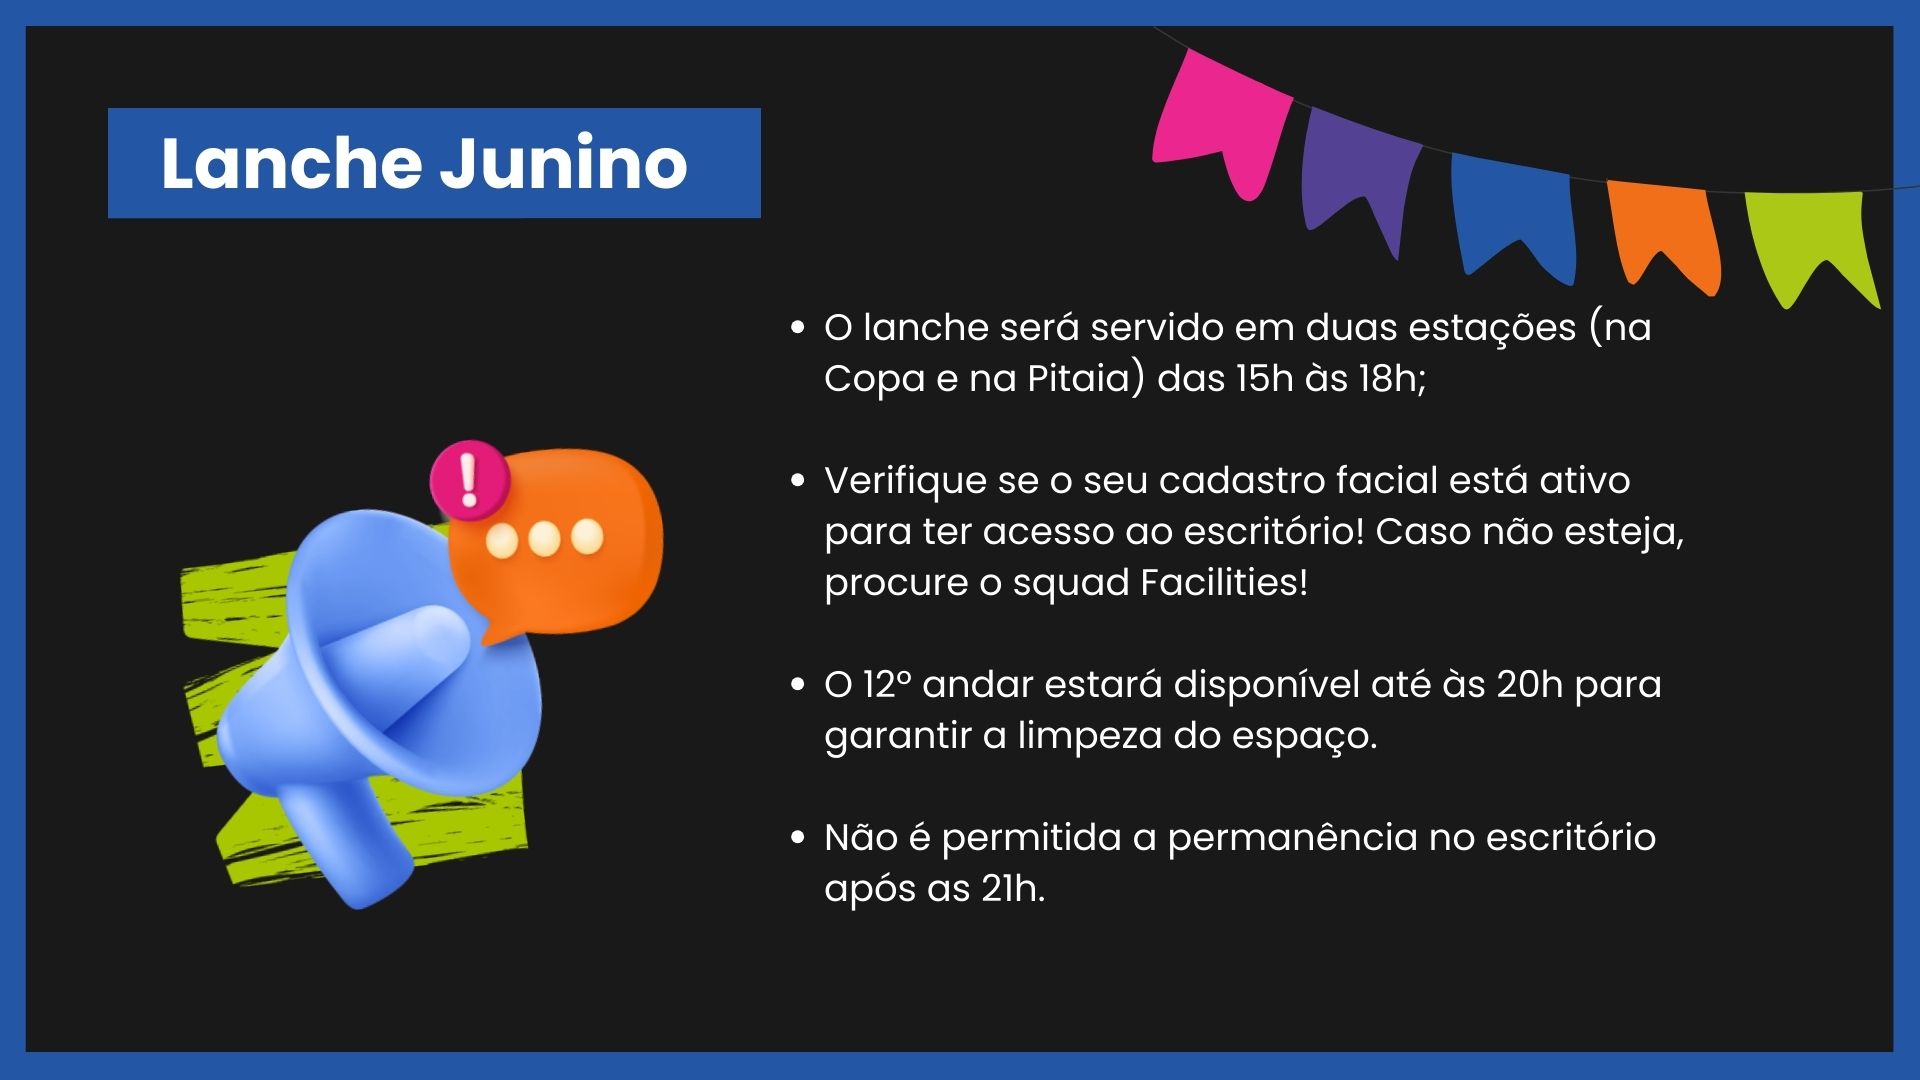 Lanche Junino
• O lanche será servido em duas estações (na
Copa e na Pitaia) das 15h às 18h;
• Verifique se o seu cadastro facial está ativo
para ter acesso ao escritório! Caso não esteja,
procure o squad Facilities!
• O 12º andar estará disponível até às 20h para
garantir a limpeza do espaço.
• Não é permitida a permanência no escritório
após as 21h.